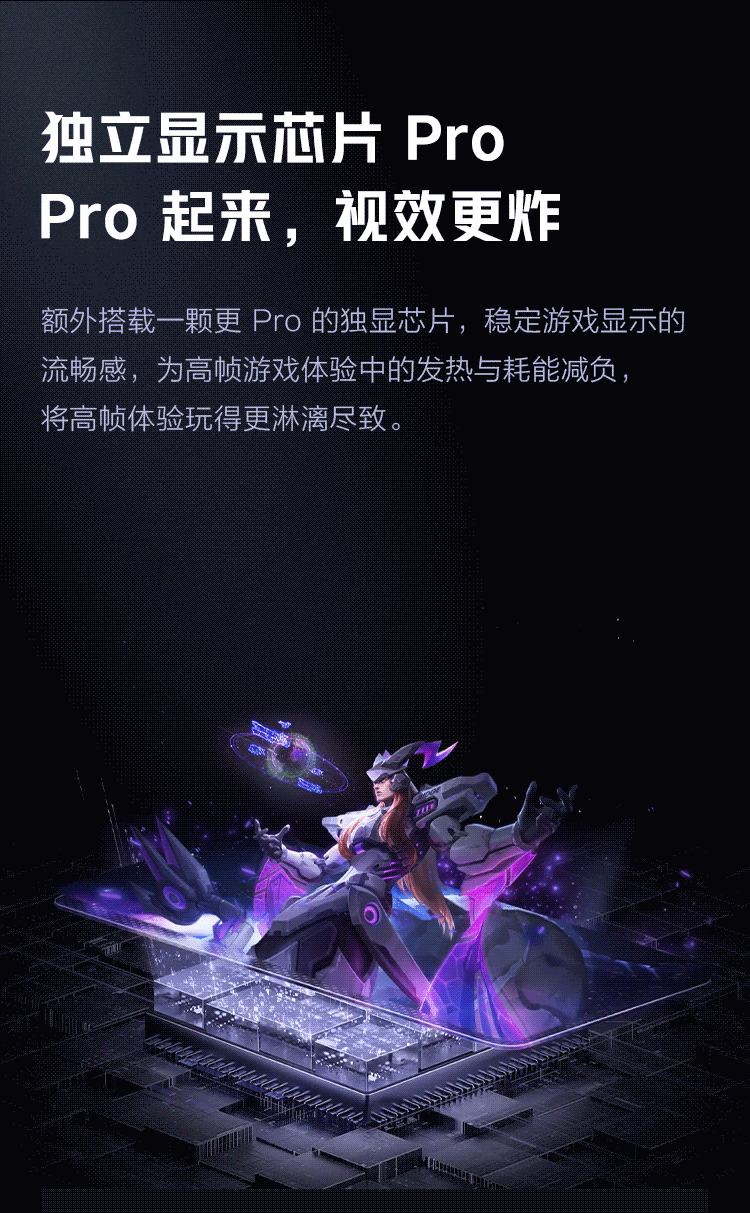 独立显示芯片 Pro
Pro 起来，视效更炸
额外搭载一颗更 Pro 的独显芯片，稳定游戏显示的
流畅感，为高帧游戏体验中的发热与耗能减负，
将高帧体验玩得更淋漓尽致。